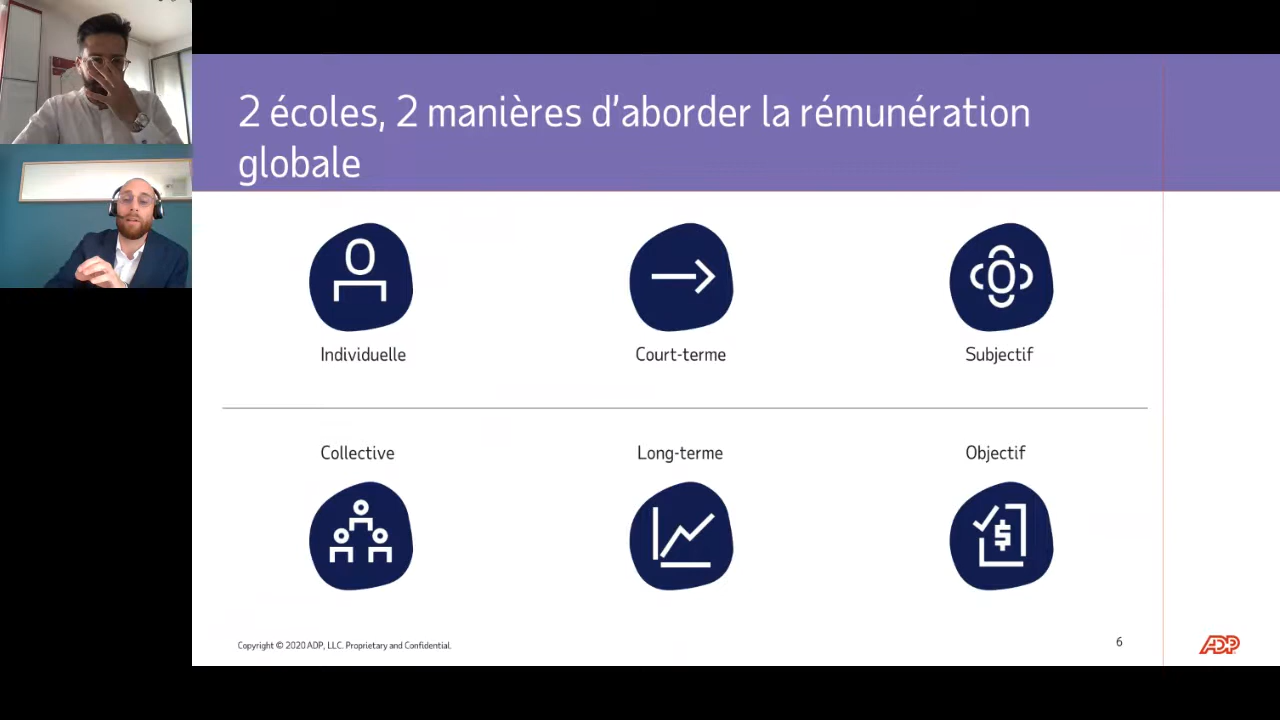 2 écoles, 2 manières d’aborder la rémunération
globale
Individuelle
Court-terme
Subjectif
Collective
Long-terme
Objectif
Copyright © 2020 ADP, LLC. Proprietary and Confidential.
6
ADP